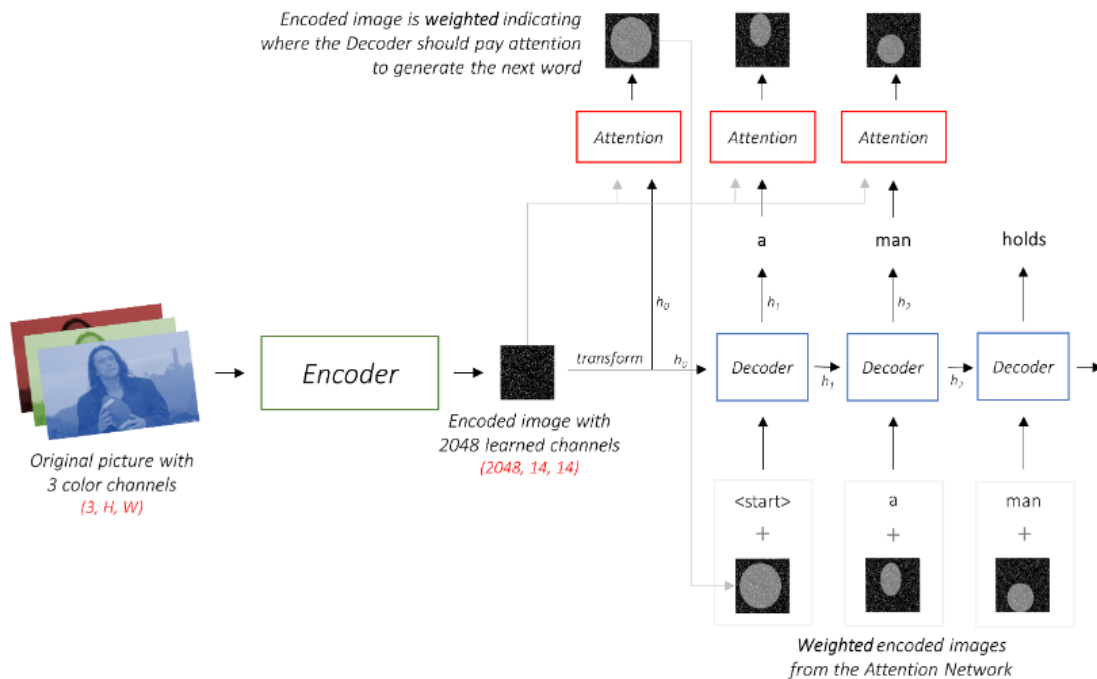 Encoded image is weighted indicating
where the Decoder should pay attention
to generate the next word
Attention
Attention
Attention
a
man
holds
h0
h1
h2
Encoder
transform
h0
Decoder
h1
Decoder
h2
Decoder
Encoded image with
2048 learned channels
(2048, 14, 14)
Original picture with
3 color channels
(3, H, W)
<start>
a
man
+
+
+
Weighted encoded images
from the Attention Network